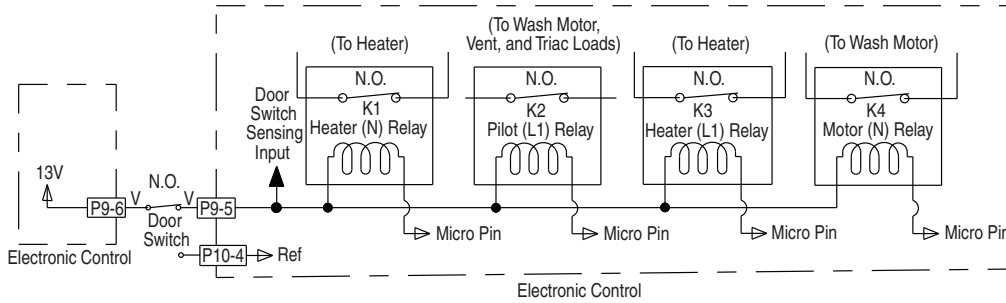 (To Heater)
(To Wash Motor,
Vent, and Triac Loads)
(To Heater)
(To Wash Motor)
N.O.
K1
Heater (N) Relay
N.O.
K2
Pilot (L1) Relay
N.O.
K3
Heater (L1) Relay
N.O.
K4
Motor (N) Relay
Door
Switch
Sensing
Input
13V
P9-6
V
N.O.
V
Door
Switch
P9-5
P10-4
Ref
Micro Pin
Micro Pin
Micro Pin
Micro Pin
Electronic Control
Electronic Control